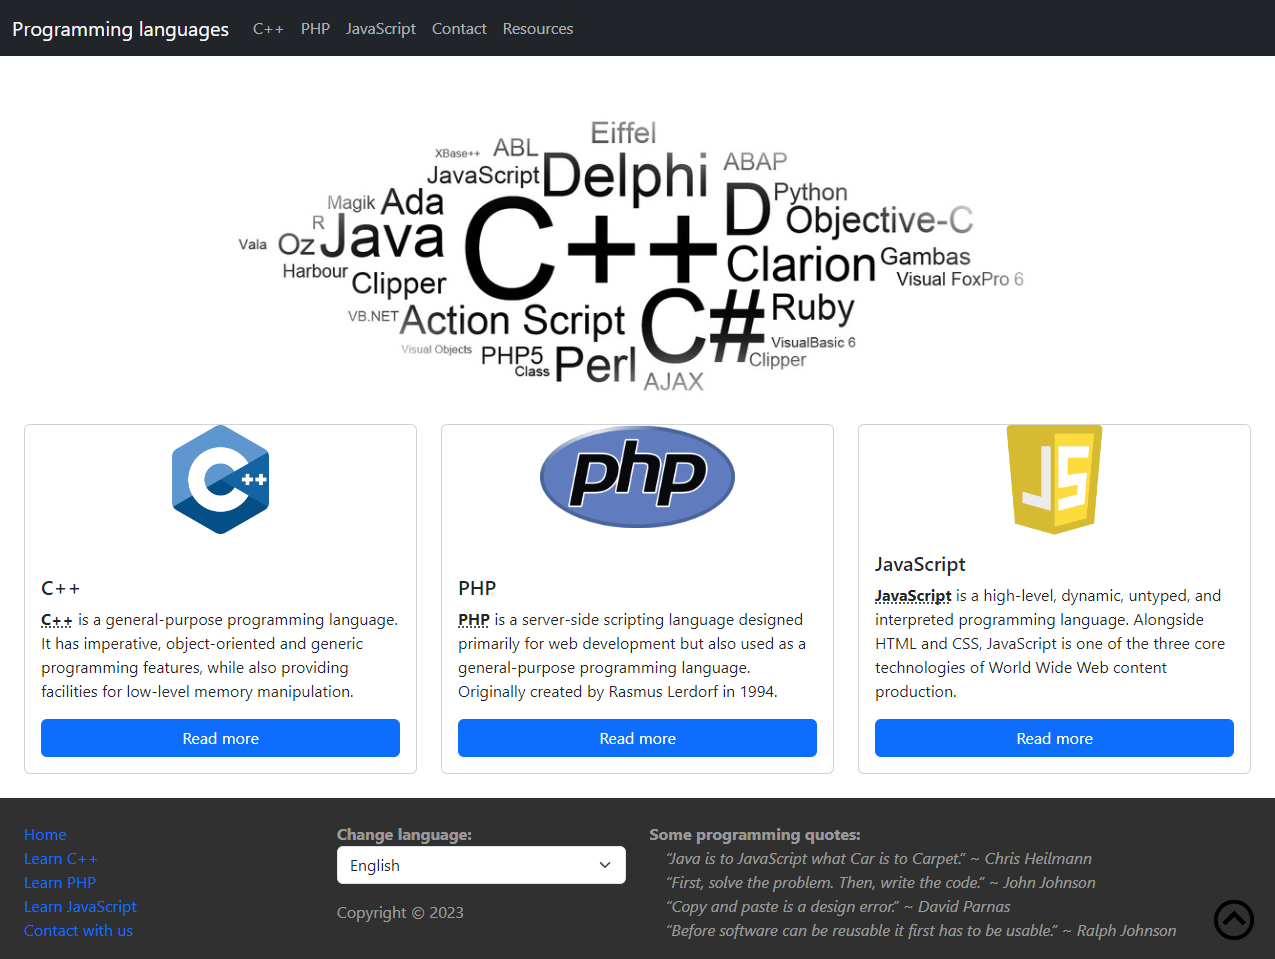 Programming languages C++ PHP JavaScript Contact Resources
Eiffel
XBase++ ABL
JavaScript Delphi ABAP
Magik Ada D Python
R Java C++ Objective-C
Vala Oz Clarion Gambas
Harbour Clipper Visual FoxPro 6
VB.NET Action Script C# Ruby
Visual Objects PHP5 Perl VisualBasic 6
Class Clipper
AJAX
C++
php
JS
C++
C++ is a general-purpose programming language.
It has imperative, object-oriented and generic
programming features, while also providing
facilities for low-level memory manipulation.
Read more
PHP
PHP is a server-side scripting language designed
primarily for web development but also used as a
general-purpose programming language.
Originally created by Rasmus Lerdorf in 1994.
Read more
JavaScript
JavaScript is a high-level, dynamic, untyped, and
interpreted programming language. Alongside
HTML and CSS, JavaScript is one of the three core
technologies of World Wide Web content
production.
Read more
Home
Learn C++
Learn PHP
Learn JavaScript
Contact with us
Change language:
English
Copyright © 2023
Some programming quotes:
“Java is to JavaScript what Car is to Carpet.” ~ Chris Heilmann
“First, solve the problem. Then, write the code.” ~ John Johnson
“Copy and paste is a design error.” ~ David Parnas
“Before software can be reusable it first has to be usable.” ~ Ralph Johnson